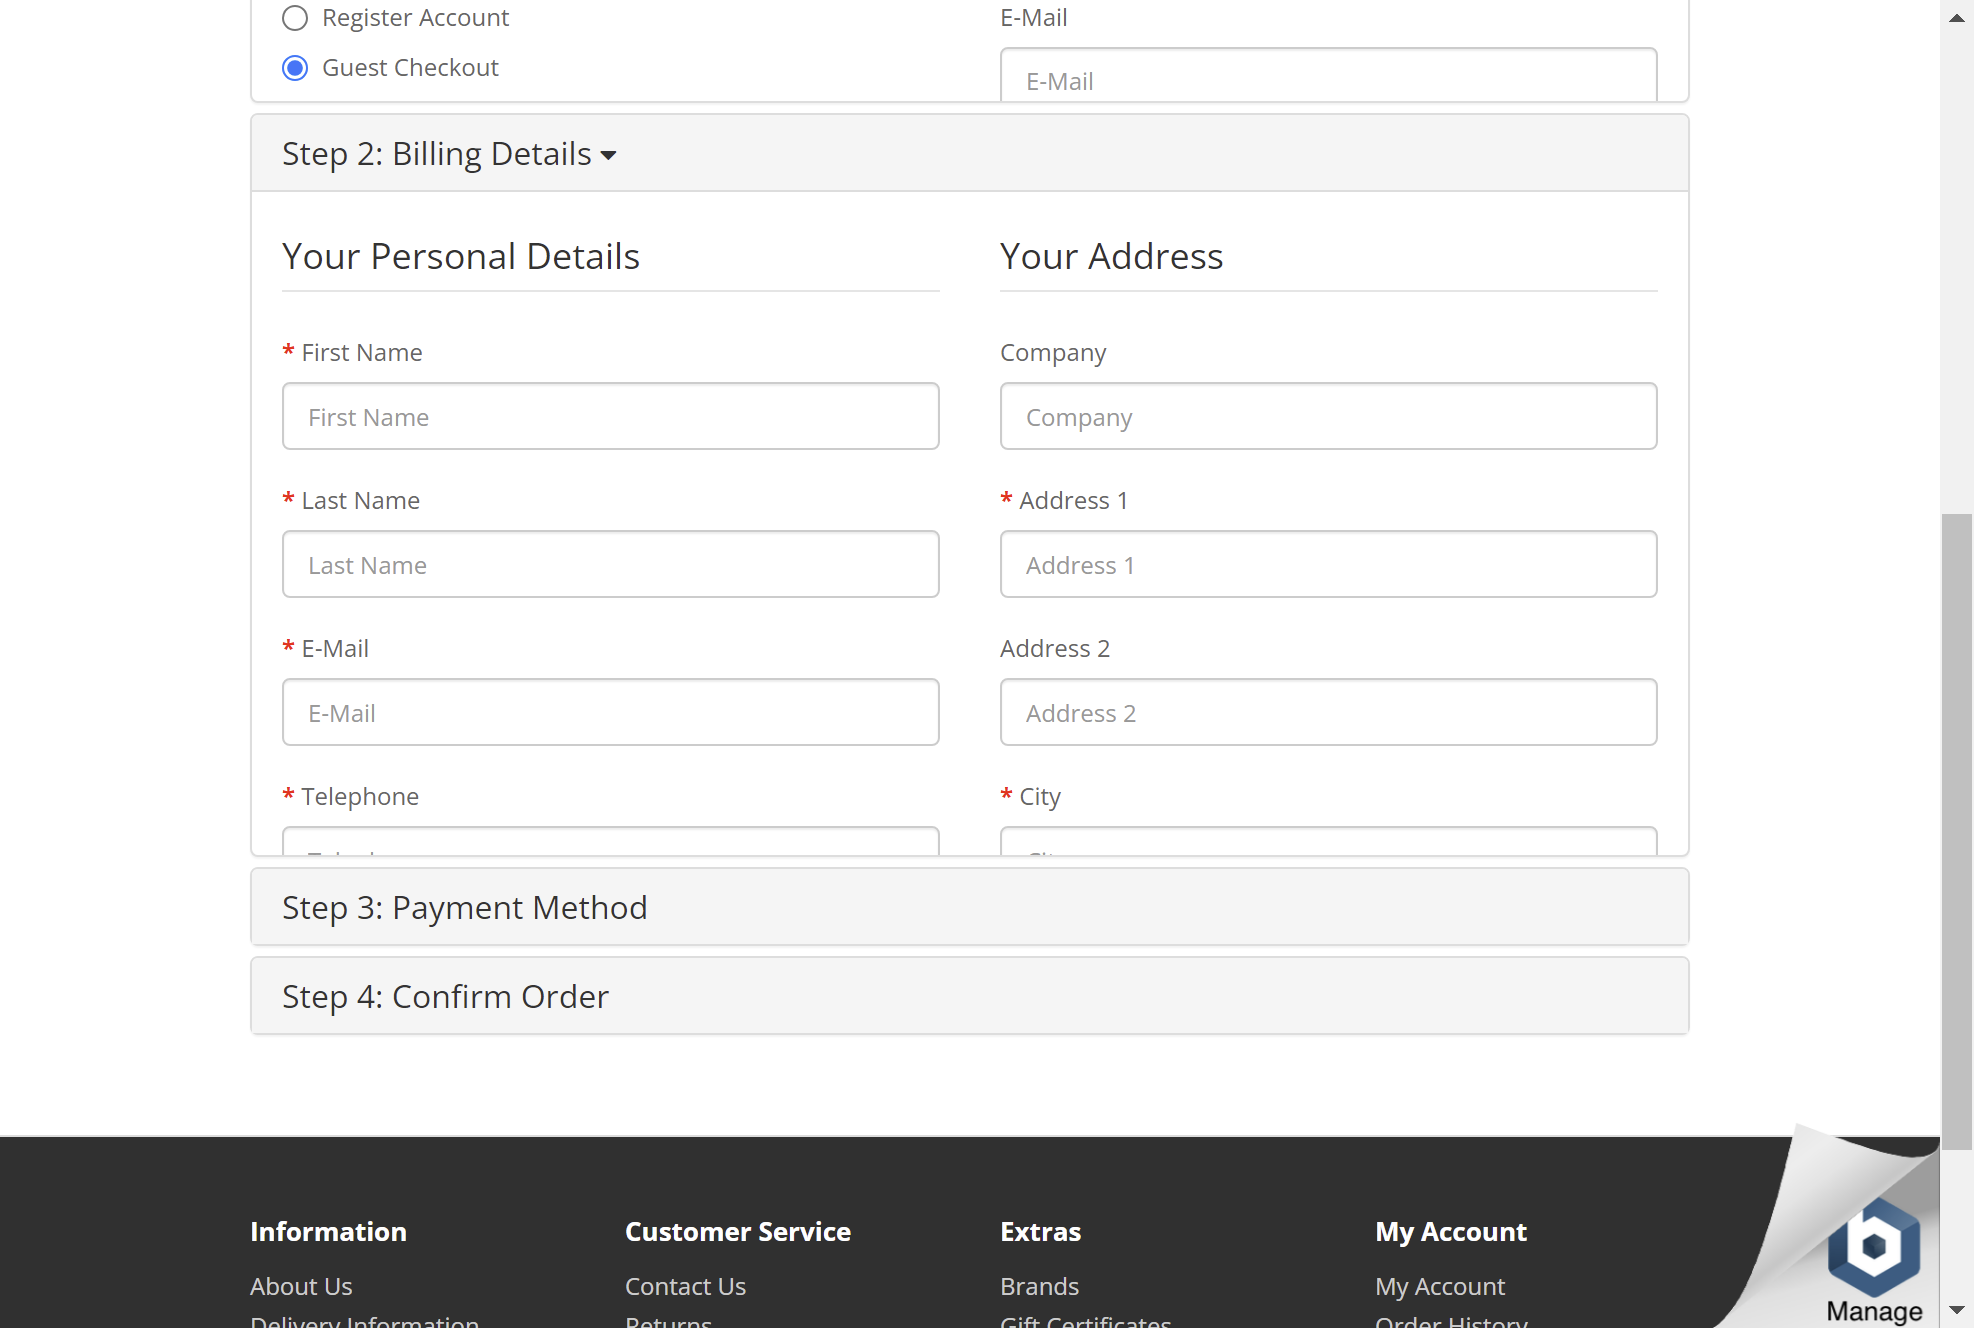 Register Account
Guest Checkout
E-Mail
E-Mail
Step 2: Billing Details
Your Personal Details
* First Name
First Name
* Last Name
Last Name
* E-Mail
E-Mail
* Telephone
Your Address
Company
Company
* Address 1
Address 1
Address 2
Address 2
* City
Step 3: Payment Method
Step 4: Confirm Order
Information
About Us
Delivery Information
Customer Service
Contact Us
Returns
Extras
Brands
Gift Certificates
My Account
My Account
Order History
Manage